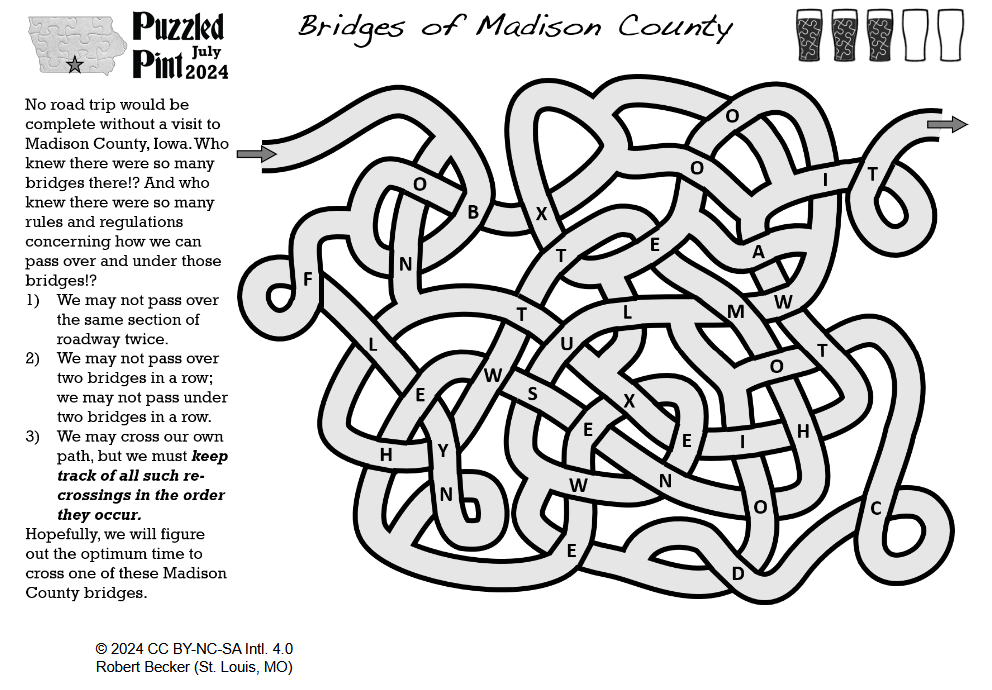 Puzzled
Pint
July
2024
Bridges of Madison County
No road trip would be
complete without a visit to
Madison County, Iowa. Who
knew there were so many
bridges there!? And who
knew there were so many
rules and regulations
concerning how we can
pass over and under those
bridges!?
1) We may not pass over
the same section of
roadway twice.
2) We may not pass over
two bridges in a row;
we may not pass under
two bridges in a row.
3) We may cross our own
path, but we must keep
track of all such re-
crossings in the order
they occur.
Hopefully, we will figure
out the optimum time to
cross one of these Madison
County bridges.
O
O
I
T
O
B
X
T
E
A
N
F
T
L
M
W
L
U
O
T
W
E
S
X
E
E
I
H
H
Y
N
W
N
O
C
E
D
© 2024 CC BY-NC-SA Intl. 4.0
Robert Becker (St. Louis, MO)